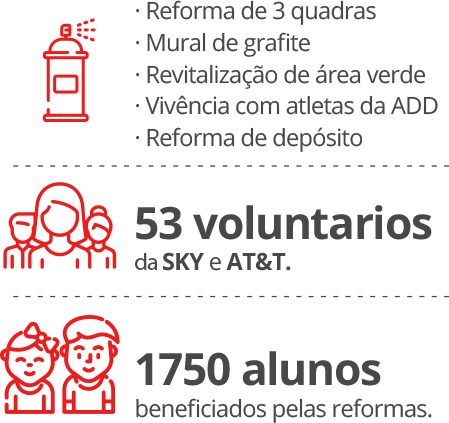 · Reforma de 3 quadras
· Mural de grafite
· Revitalização de área verde
· Vivência com atletas da ADD
· Reforma de depósito
53 voluntarios
da SKY e AT&T.
1750 alunos
beneficiados pelas reformas.